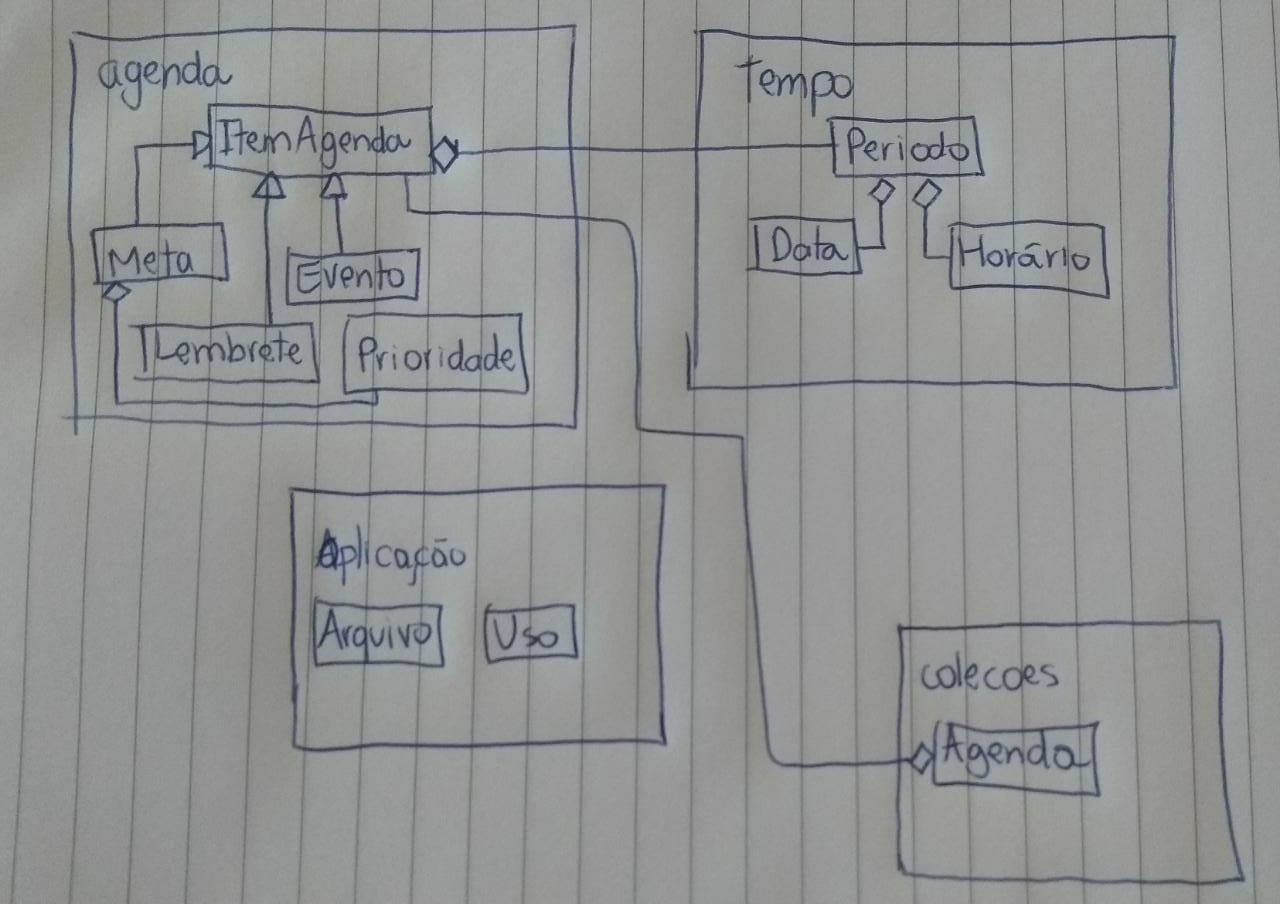 agenda
ItemAgenda
Meta
Evento
Lembrete
Prioridade
Tempo
Periodo
Data
Horário
Aplicação
Arquivo
Uso
colecoes
Agenda